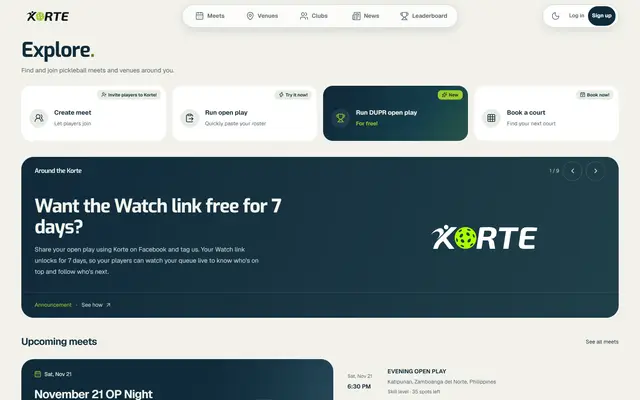 KORTE
Meets
Venues
Clubs
News
Leaderboard
Log in
Sign up
Explore.
Find and join pickleball meets and venues around you.
Invite players to Korte!
Create meet
Let players join
Try it now!
Run open play
Quickly paste your roster
New
Run DUPR open play
For free!
Book now!
Book a court
Find your next court
Around the Korte
1 / 9
Want the Watch link free for 7
days?
Share your open play using Korte on Facebook and tag us. Your Watch link
unlocks for 7 days, so your players can watch your queue live to know who's on
top and follow who's next.
KORTE
Announcement · See how
Upcoming meets
See all meets
Sat, Nov 21
November 21 OP Night
Sat, Nov 21
6:30 PM
EVENING OPEN PLAY
Katipunan, Zamboanga del Norte, Philippines
Skill level · 35 spots left